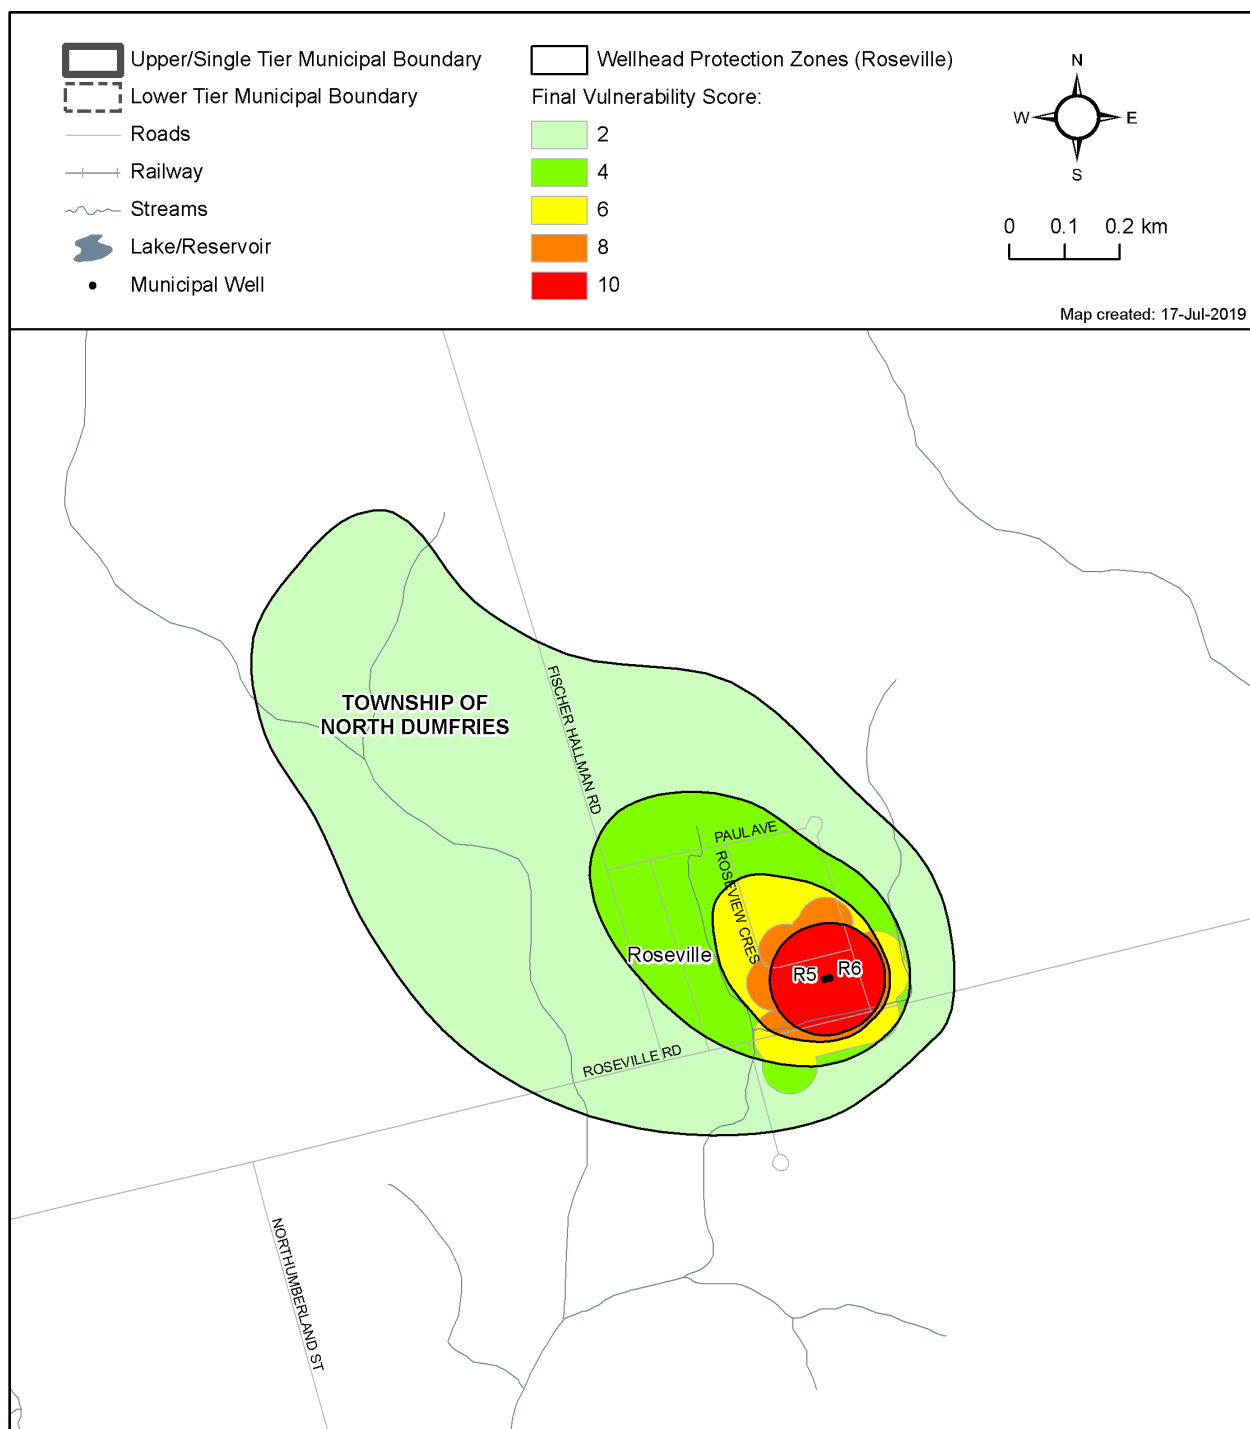 Upper/Single Tier Municipal Boundary
Lower Tier Municipal Boundary
Roads
Railway
Streams
Lake/Reservoir
Municipal Well
Wellhead Protection Zones (Roseville)
Final Vulnerability Score:
2
4
6
8
10
N
W E
S
0 0.1 0.2 km
Map created: 17-Jul-2019
TOWNSHIP OF
NORTH DUMFRIES
FISCHER HALLMAN RD
PAUL AVE
ROSEVIEW CRES
Roseville
R5 R6
ROSEVILLE RD
NORTHUMBERLAND ST